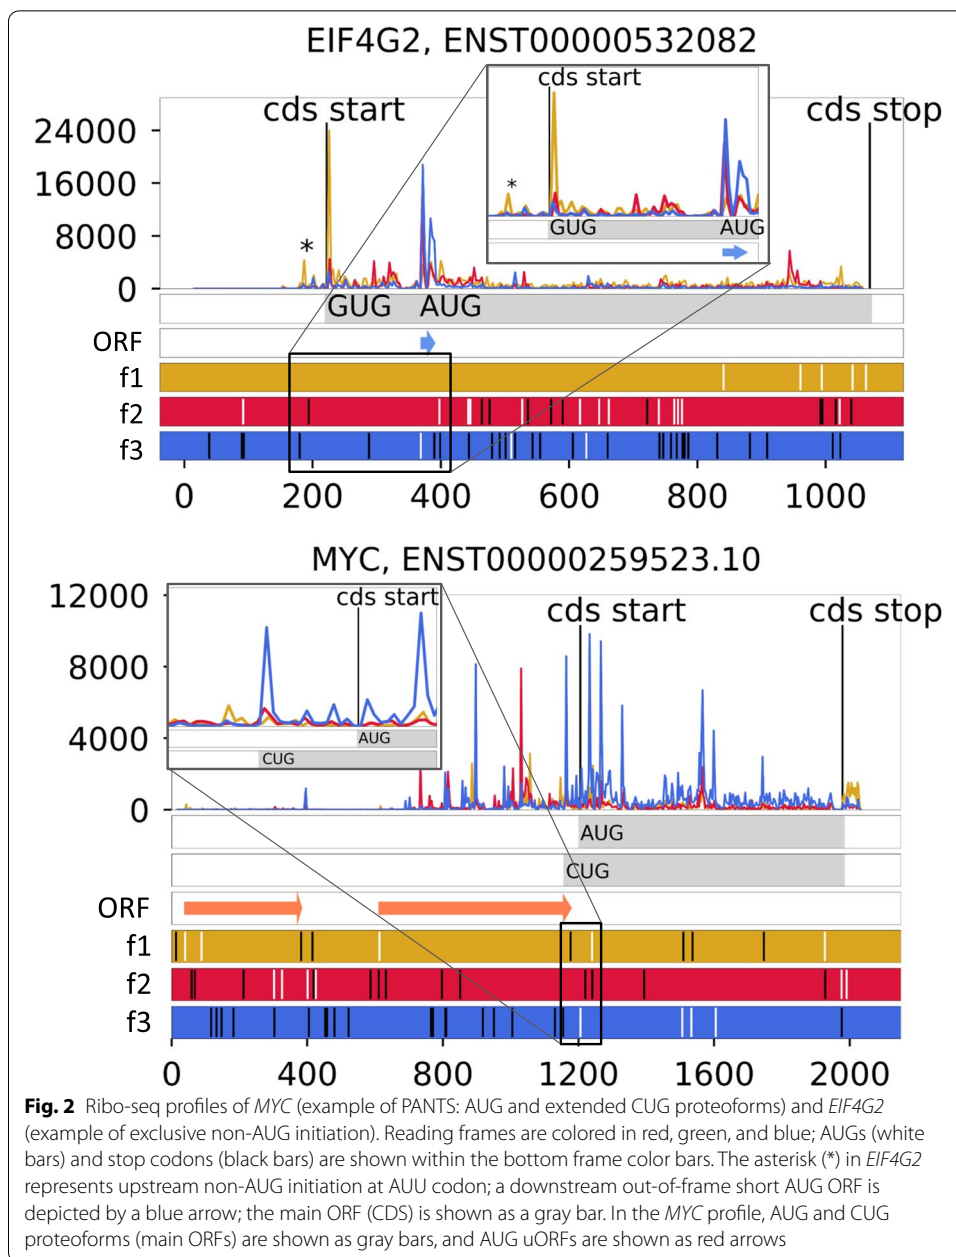 EIF4G2, ENST00000532082
cds start
cds start
cds stop
24000
16000
8000
0
*
*
GUG AUG
GUG AUG
ORF
f1
f2
f3
0 200 400 600 800 1000
MYC, ENST00000259523.10
12000
8000
4000
0
cds start
cds start
cds stop
AUG
CUG
AUG
CUG
ORF
f1
f2
f3
0 400 800 1200 1600 2000
Fig. 2 Ribo-seq profiles of MYC (example of PANTS: AUG and extended CUG proteoforms) and EIF4G2
(example of exclusive non-AUG initiation). Reading frames are colored in red, green, and blue; AUGs (white
bars) and stop codons (black bars) are shown within the bottom frame color bars. The asterisk (*) in EIF4G2
represents upstream non-AUG initiation at AUU codon; a downstream out-of-frame short AUG ORF is
depicted by a blue arrow; the main ORF (CDS) is shown as a gray bar. In the MYC profile, AUG and CUG
proteoforms (main ORFs) are shown as gray bars, and AUG uORFs are shown as red arrows